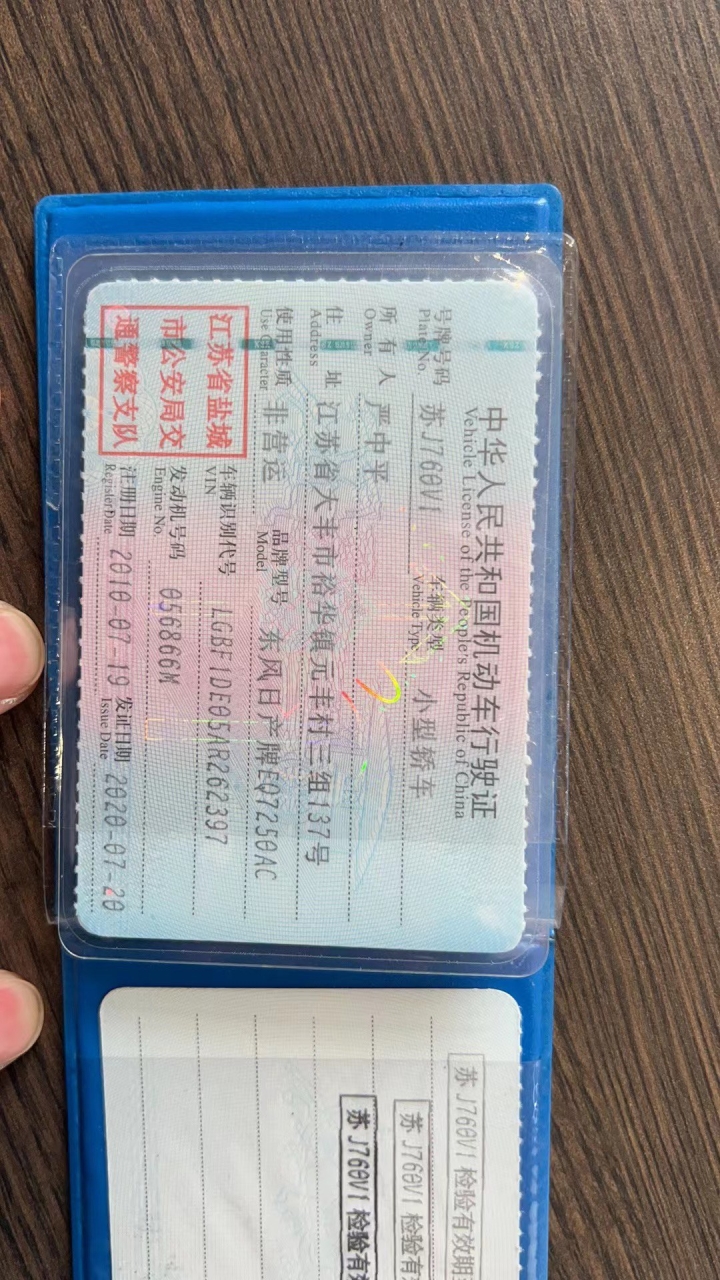 中华人民共和国机动车行驶证
Vehicle License of the People's Republic of China
号牌号码 苏J760V1 车辆类型 小型轿车
Plate No. Vehicle Type
所有人 严中平
Owner
住址 江苏省大丰市裕华镇元丰村三组137号
Address
使用性质 非营运 品牌型号 东风日产牌EQ7250AC
Use Character Model
江苏省盐城
市公安局交
通警察支队
车辆识别代号 LGBF1DE05AR262397
VIN
发动机号码 056866M
Engine No.
注册日期 2010-07-19 发证日期 2020-07-20
Register Date Issue Date
苏J760V1 检验有效期
苏J760V1 检验有效
苏J760V1 检验有